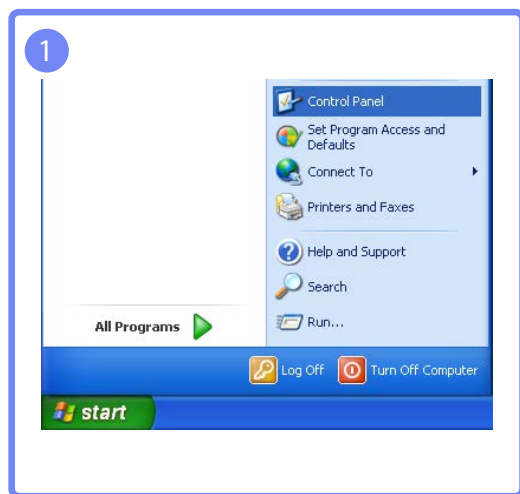 1
Control Panel
Set Program Access and
Defaults
Connect To
Printers and Faxes
Help and Support
Search
Run...
All Programs
Log Off
Turn Off Computer
start